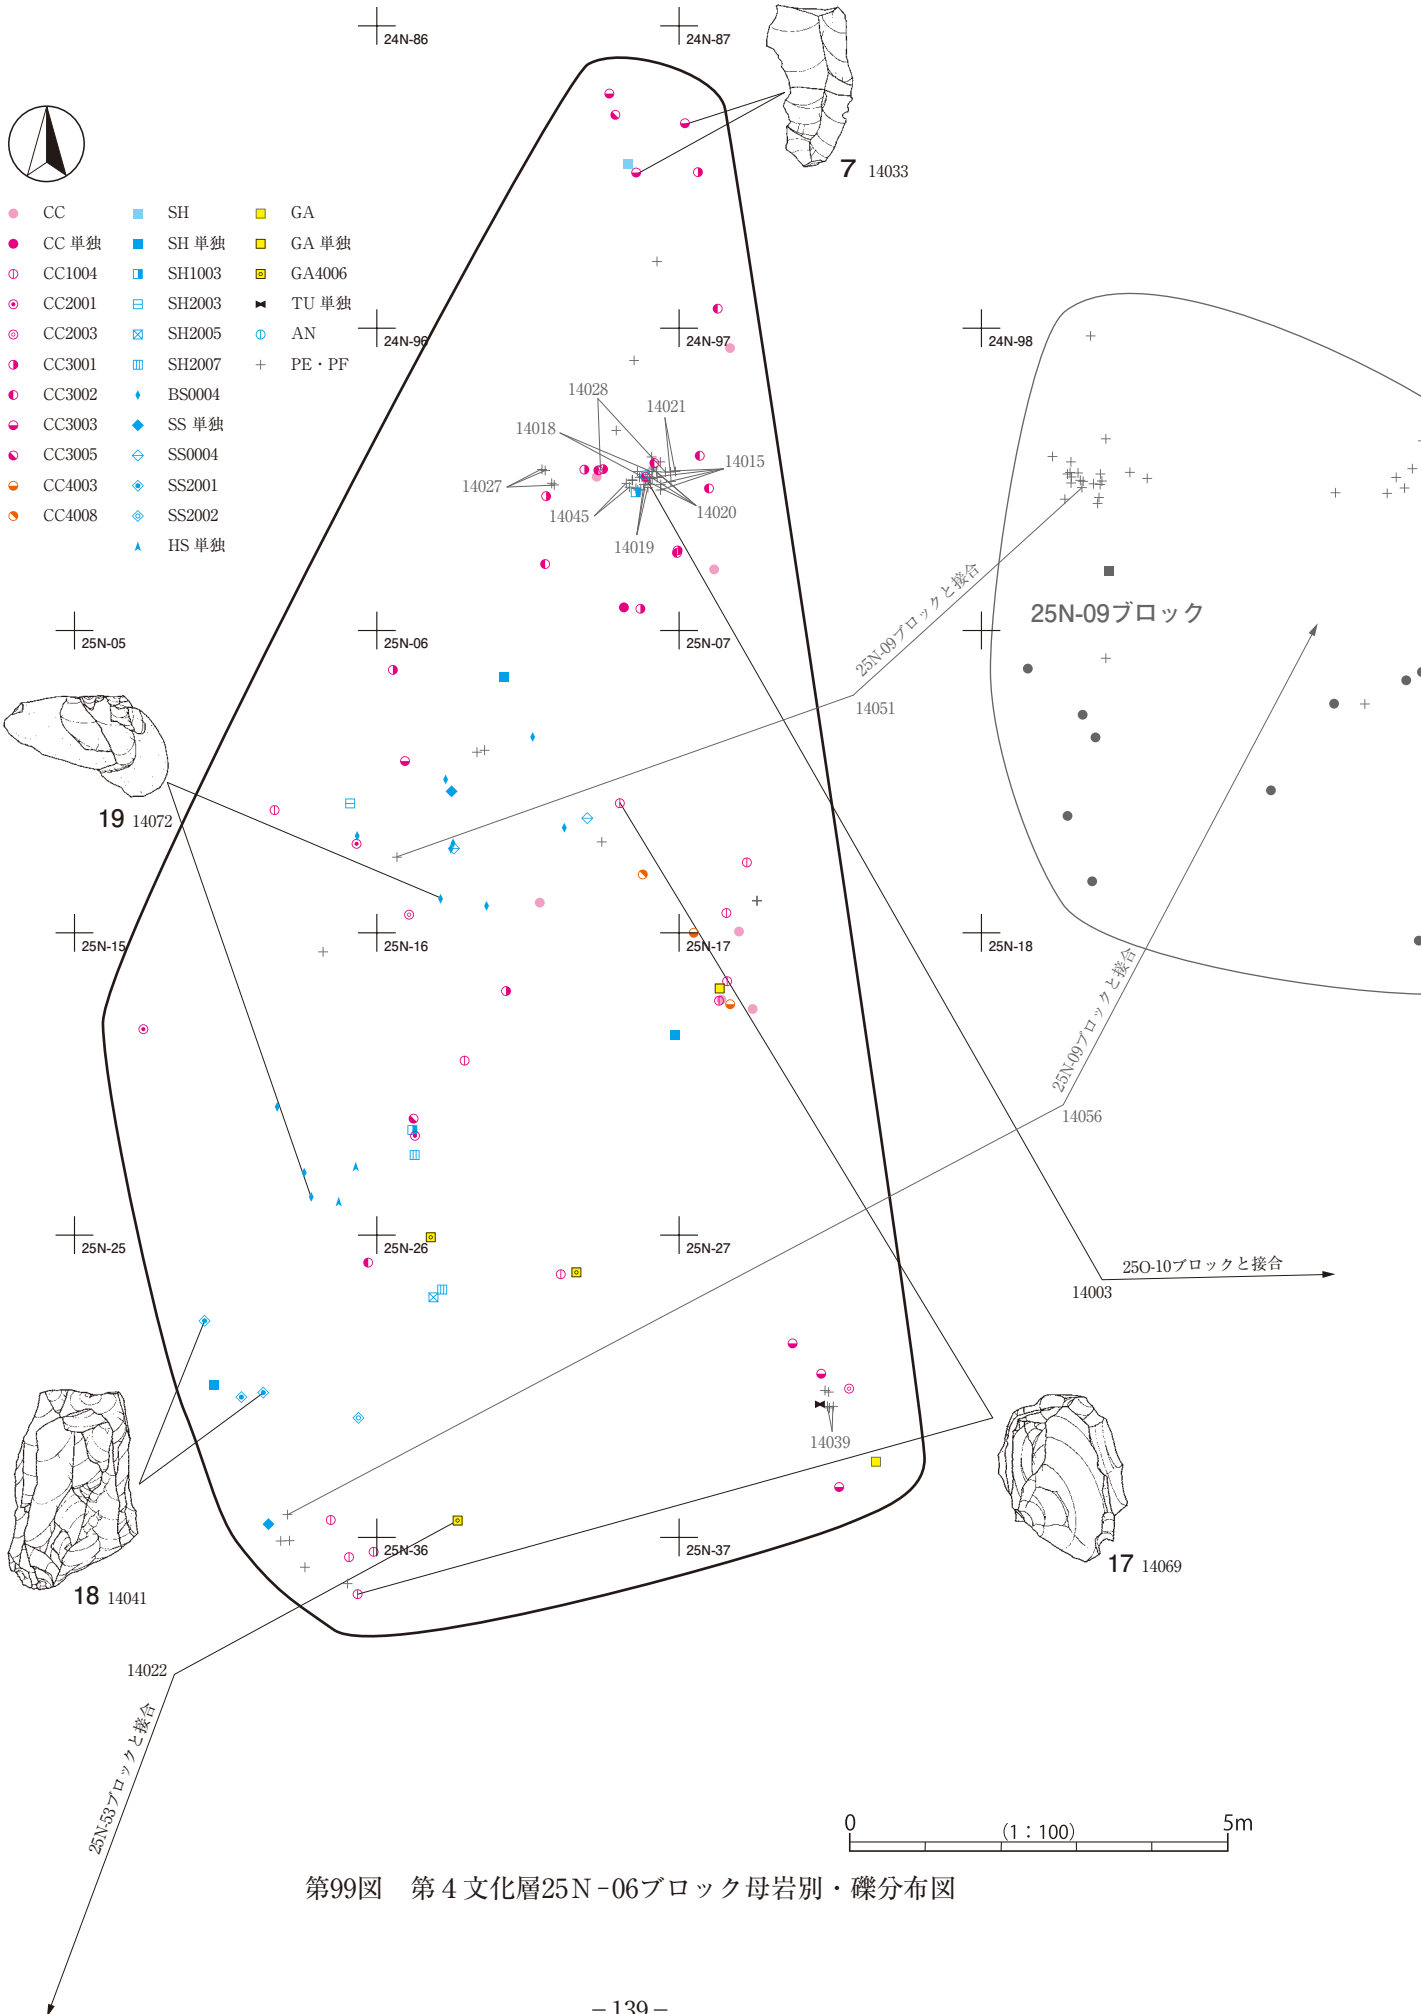 24N-86
24N-87
7 14033
CC
CC 単独
CC1004
CC2001
CC2003
CC3001
CC3002
CC3003
CC3005
CC4003
CC4008
SH
SH 単独
SH1003
SH2003
SH2005
SH2007
BS0004
SS 単独
SS0004
SS2001
SS2002
HS 単独
GA
GA 単独
GA4006
TU 単独
AN
PE・PF
24N-96
24N-97
24N-98
14028
14021
14018
14015
14027
14045
14020
14019
25N-09ブロックと接合
25N-09ブロック
25N-05
25N-06
25N-07
14051
19 14072
25N-15
25N-16
25N-17
25N-18
25N-09ブロックと接合
14056
25N-25
25N-26
25N-27
25O-10ブロックと接合
14003
14039
25N-36
25N-37
17 14069
18 14041
14022
25N-53ブロックと接合
0
(1:100)
5m
第99図 第4文化層25N-06ブロック母岩別・礫分布図
−139−